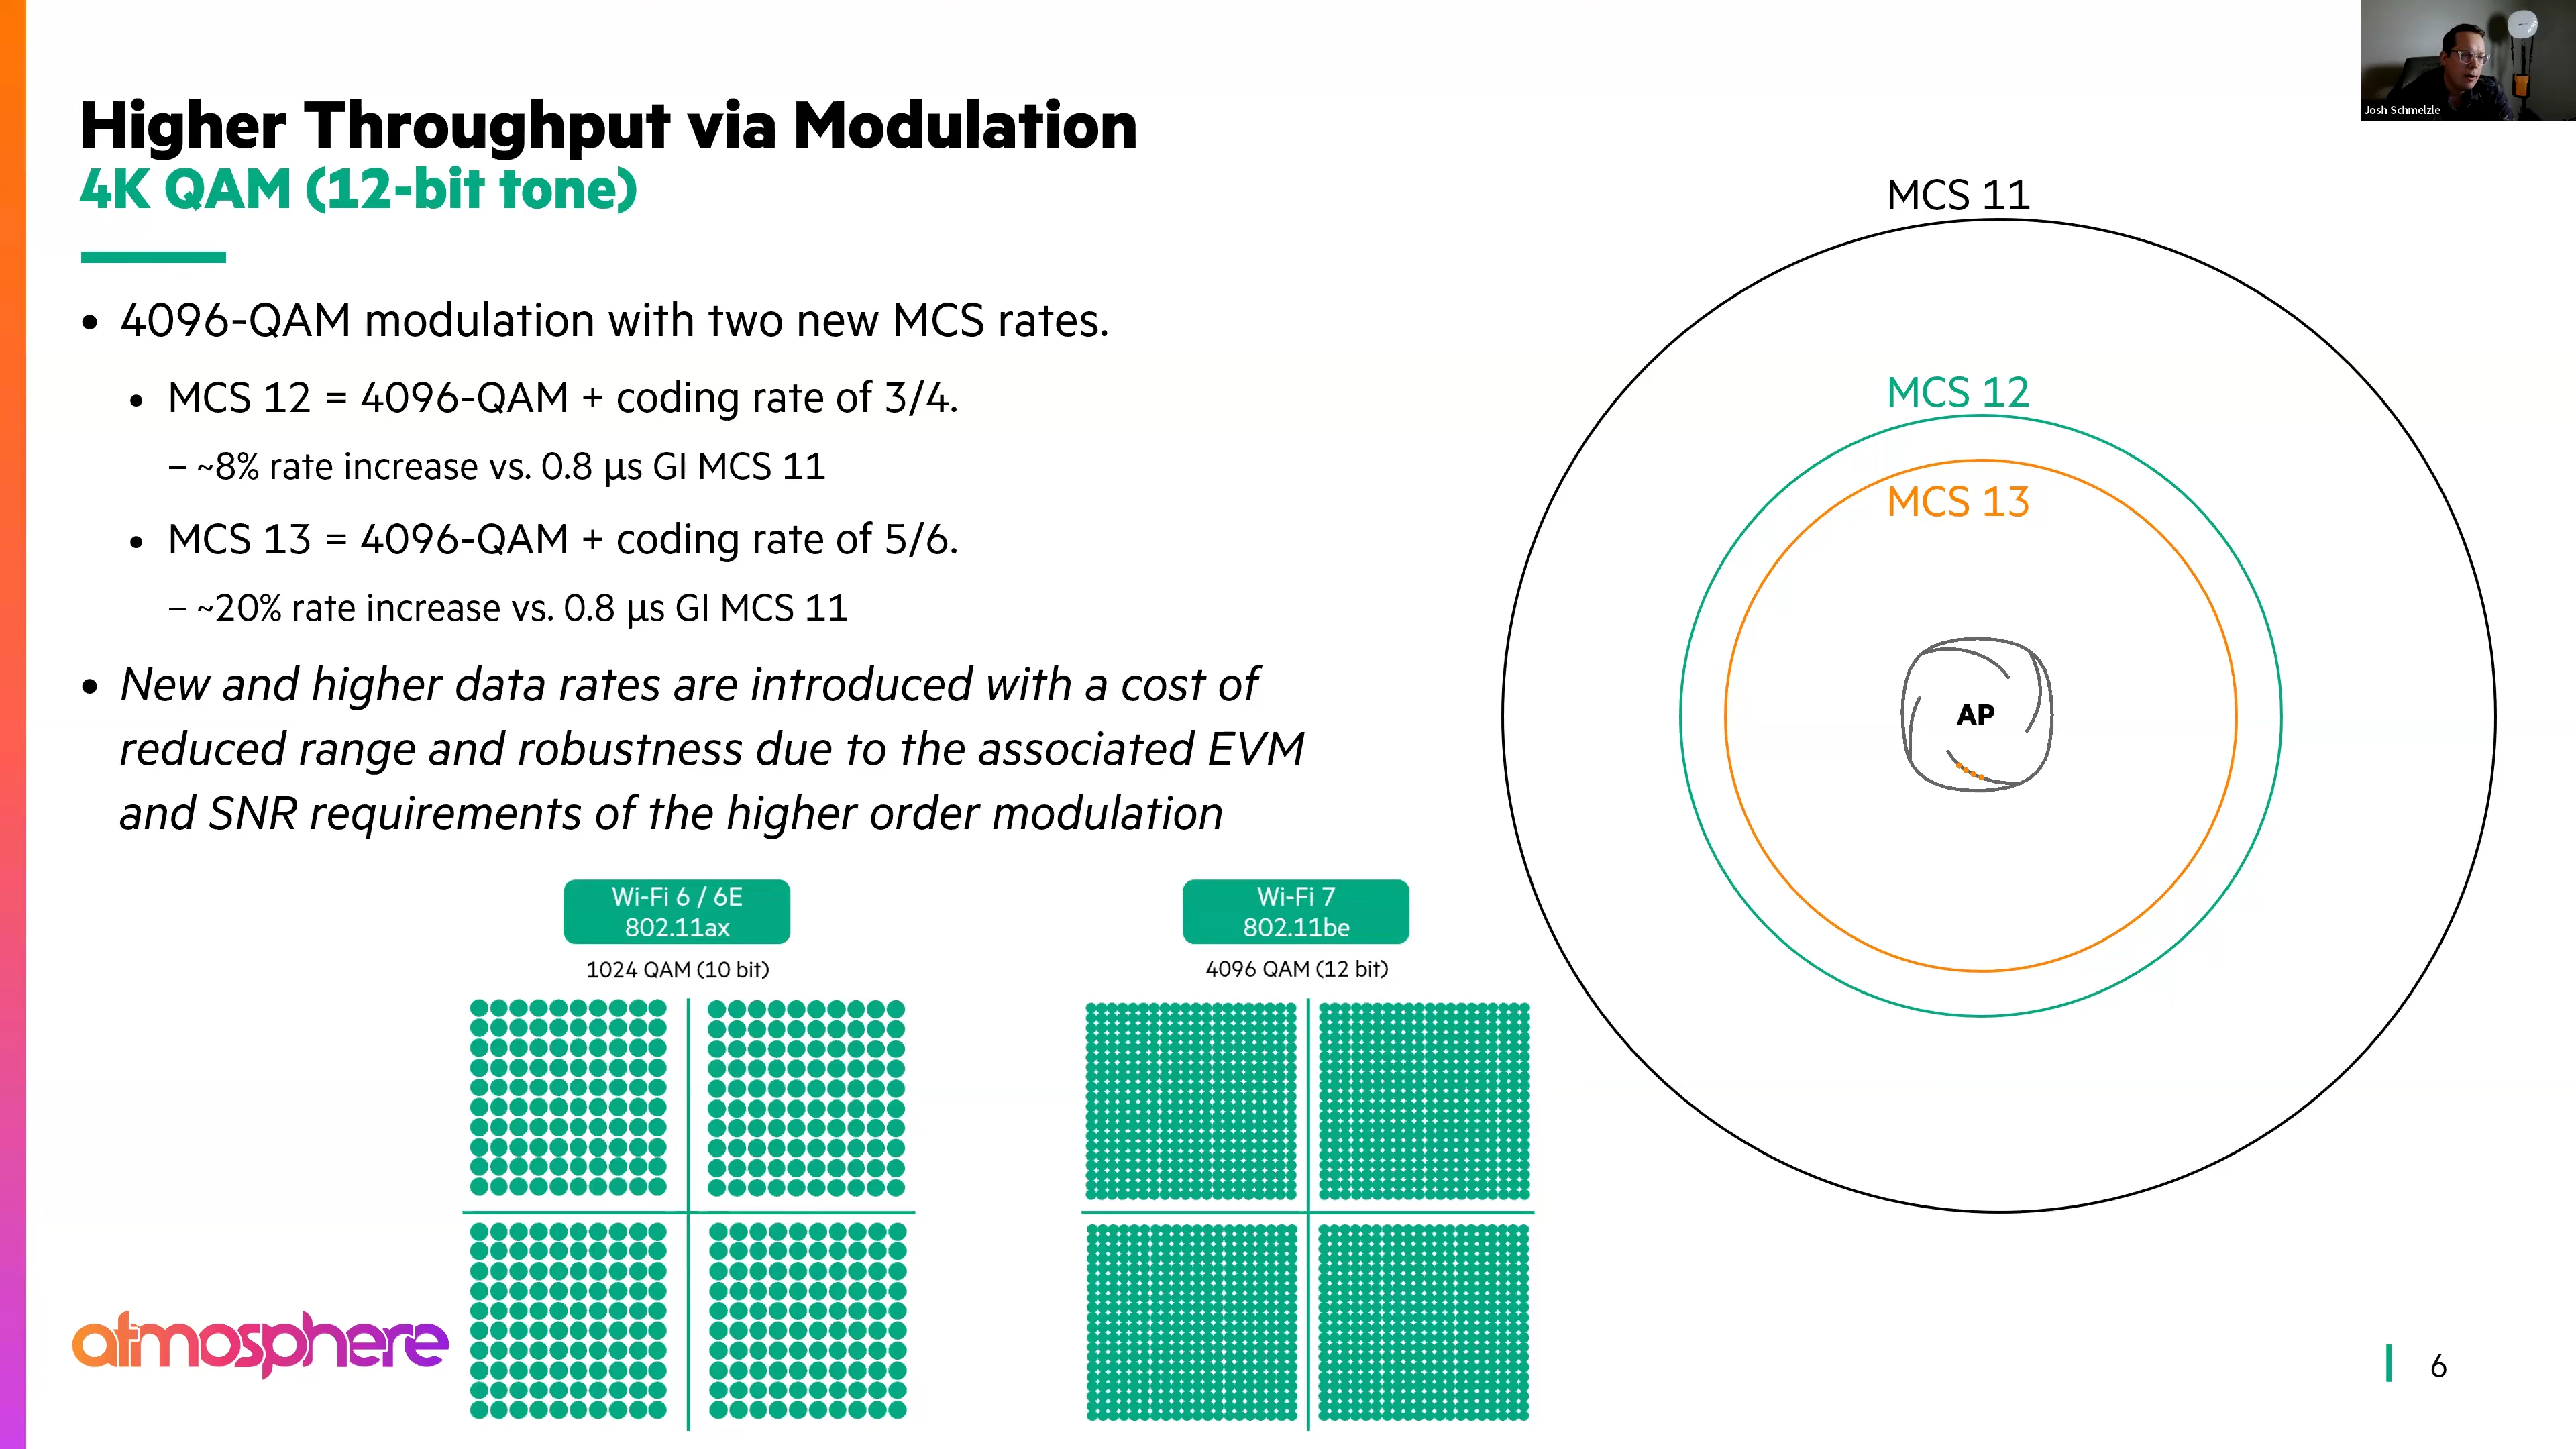 Josh Schmelzle
Higher Throughput via Modulation
4K QAM (12-bit tone)
• 4096-QAM modulation with two new MCS rates.
• MCS 12 = 4096-QAM + coding rate of 3/4.
– ~8% rate increase vs. 0.8 µs GI MCS 11
• MCS 13 = 4096-QAM + coding rate of 5/6.
– ~20% rate increase vs. 0.8 µs GI MCS 11
• New and higher data rates are introduced with a cost of
reduced range and robustness due to the associated EVM
and SNR requirements of the higher order modulation
MCS 11
MCS 12
MCS 13
AP
Wi-Fi 6 / 6E
802.11ax
1024 QAM (10 bit)
Wi-Fi 7
802.11be
4096 QAM (12 bit)
atmosphere
6